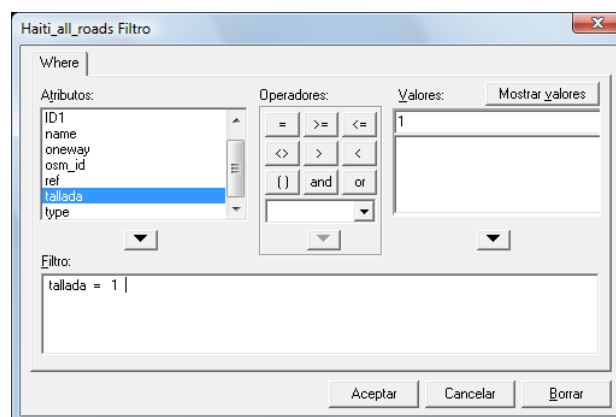 Haiti_all_roads Filtro
Where
Atributos:
Operadores:
Valores:
Mostrar valores
ID1
name
oneway
osm_id
ref
tallada
type
= >= <=
<> > <
( ) and or
1
Filtro:
tallada = 1
Aceptar
Cancelar
Borrar